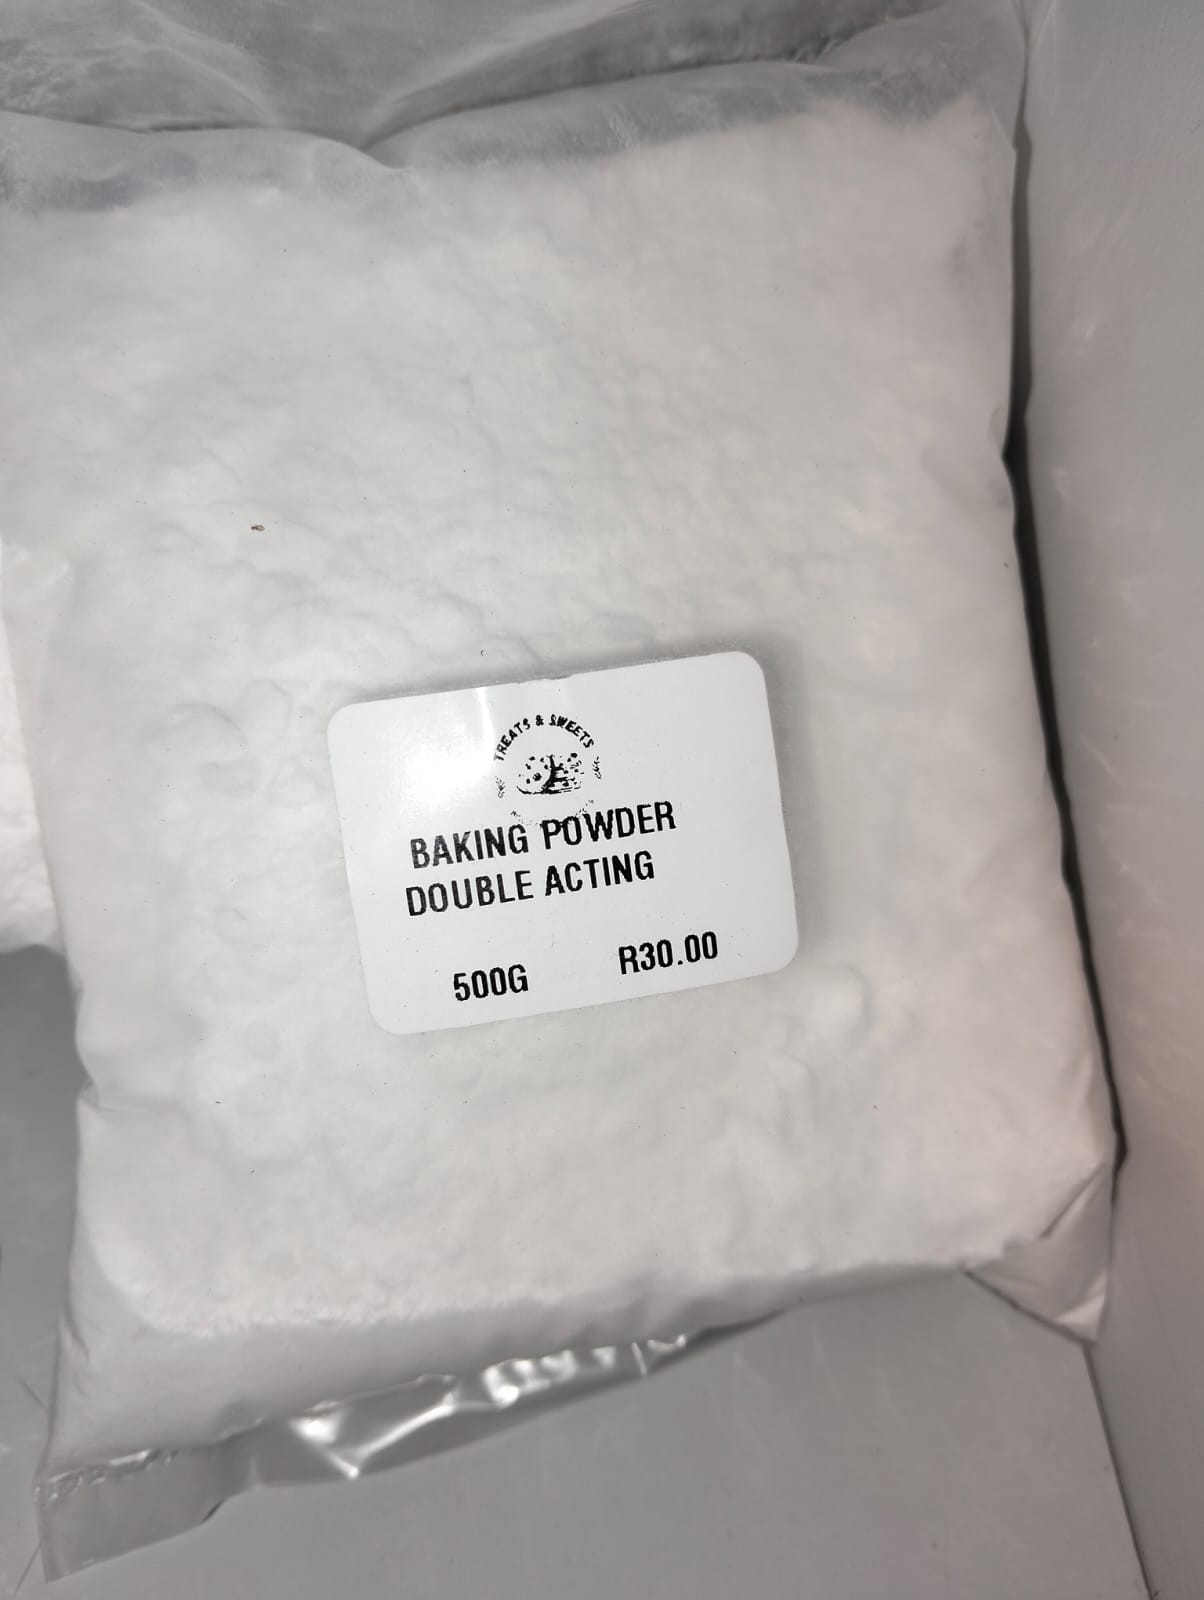 TREATS & SWEETS
BAKING POWDER
DOUBLE ACTING
500G R30.00